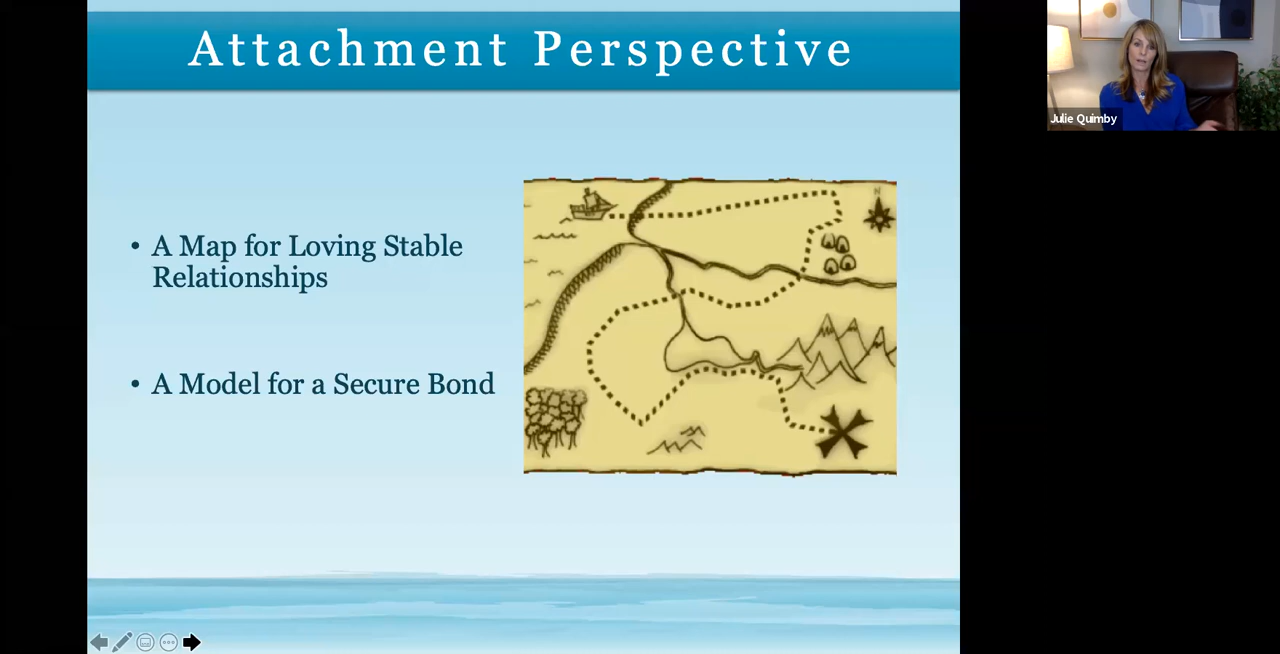 Attachment Perspective
• A Map for Loving Stable
Relationships
• A Model for a Secure Bond
N
Julie Quimby